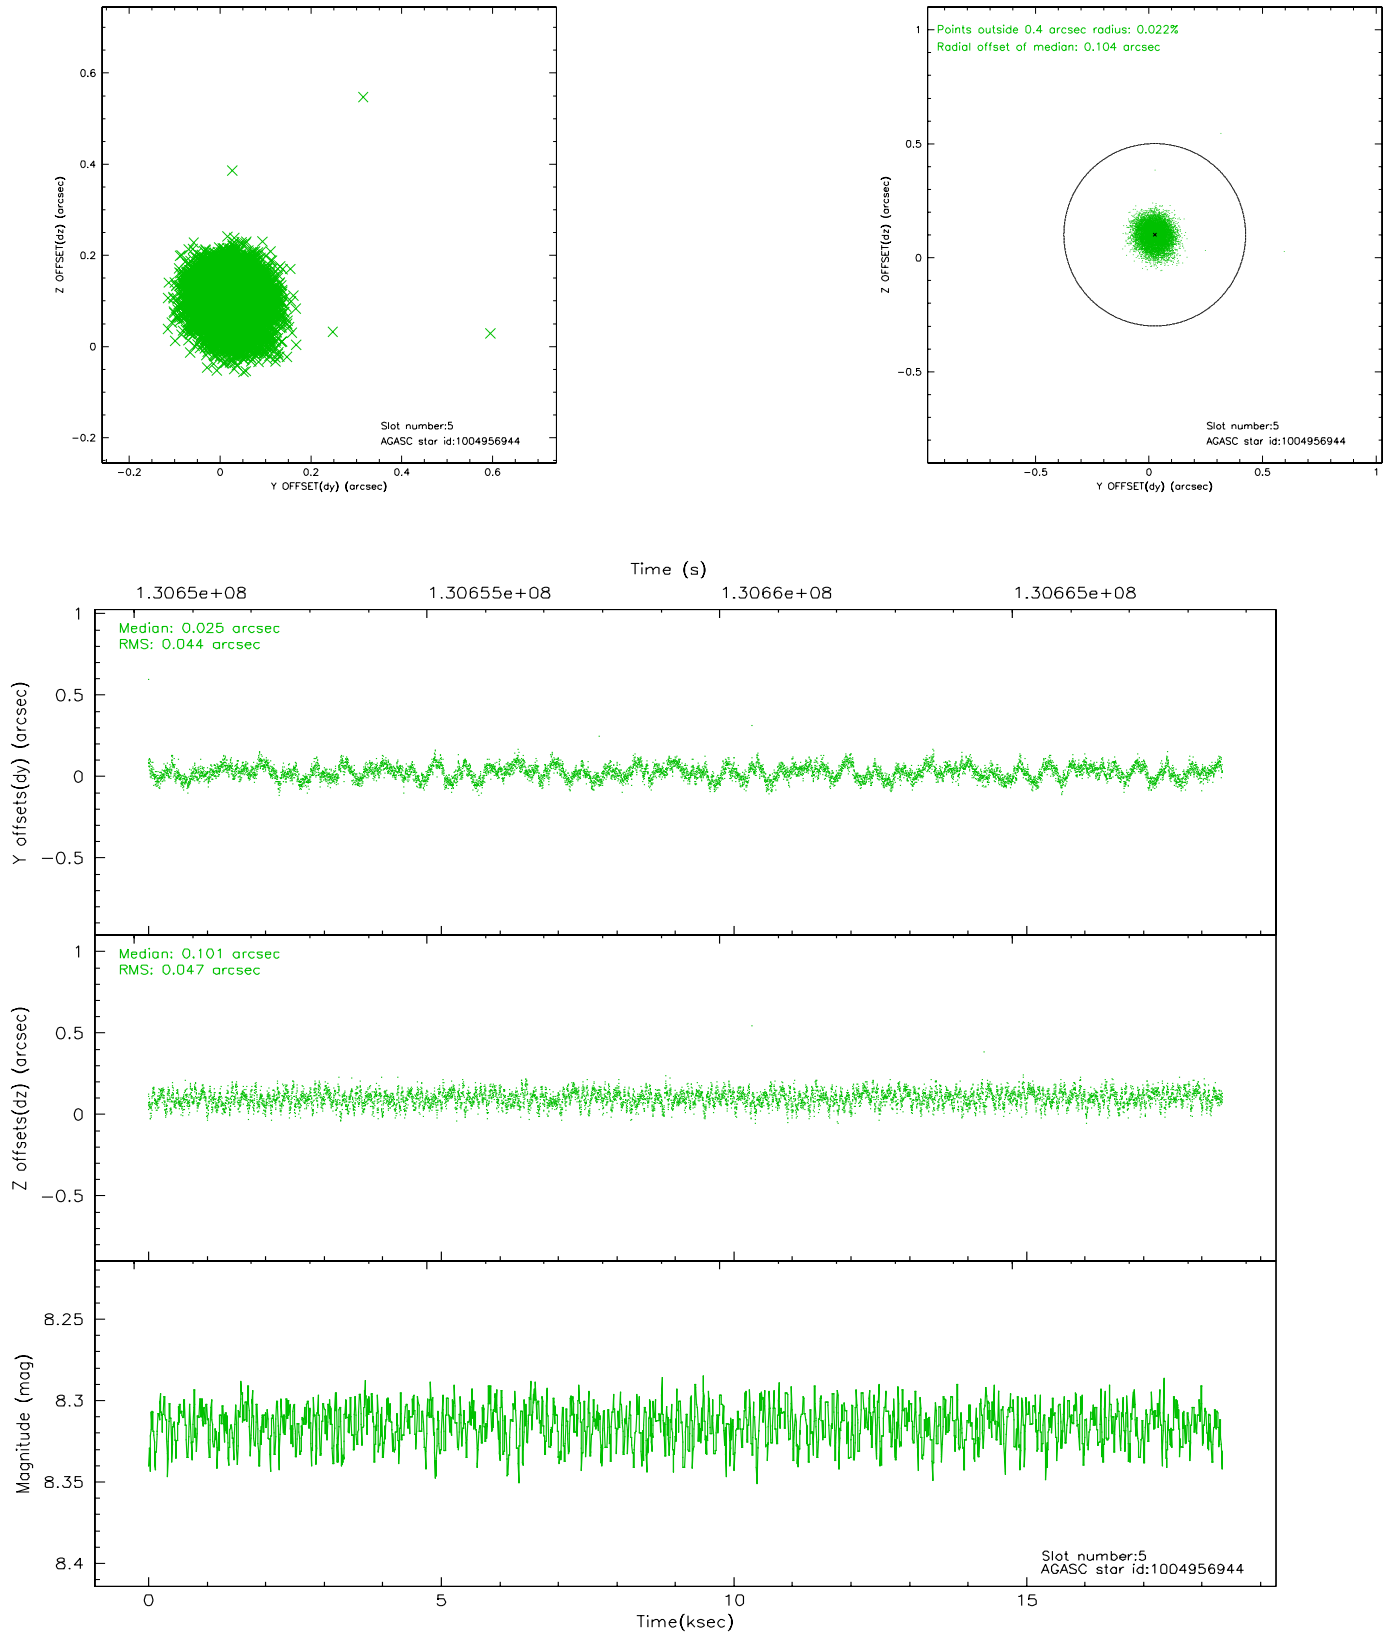 0.6
0.4
0.2
0
−0.2
Z OFFSET(dz) (arcsec)
Slot number:5
AGASC star id:1004956944
−0.2 0 0.2 0.4 0.6
Y OFFSET(dy) (arcsec)
Points outside 0.4 arcsec radius: 0.022%
Radial offset of median: 0.104 arcsec
1
0.5
0
−0.5
Z OFFSET(dz) (arcsec)
Slot number:5
AGASC star id:1004956944
−0.5 0 0.5 1
Y OFFSET(dy) (arcsec)
Time (s)
1.3065e+08 1.30655e+08 1.3066e+08 1.30665e+08
Median: 0.025 arcsec
RMS: 0.044 arcsec
1
0.5
0
−0.5
Y offsets(dy) (arcsec)
Median: 0.101 arcsec
RMS: 0.047 arcsec
1
0.5
0
−0.5
Z offsets(dz) (arcsec)
8.25
8.3
8.35
8.4
Magnitude (mag)
Slot number:5
AGASC star id:1004956944
0 5 10 15
Time(ksec)